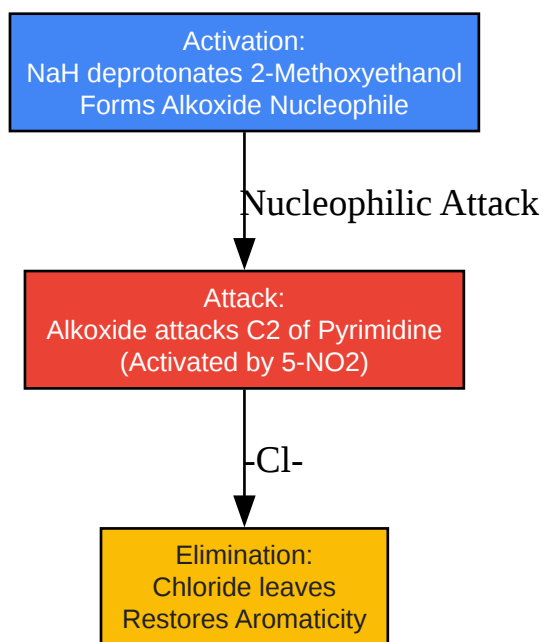 Activation:
NaH deprotonates 2-Methoxyethanol
Forms Alkoxide Nucleophile
Nucleophilic Attack
Attack:
Alkoxide attacks C2 of Pyrimidine
(Activated by 5-NO2)
-Cl-
Elimination:
Chloride leaves
Restores Aromaticity